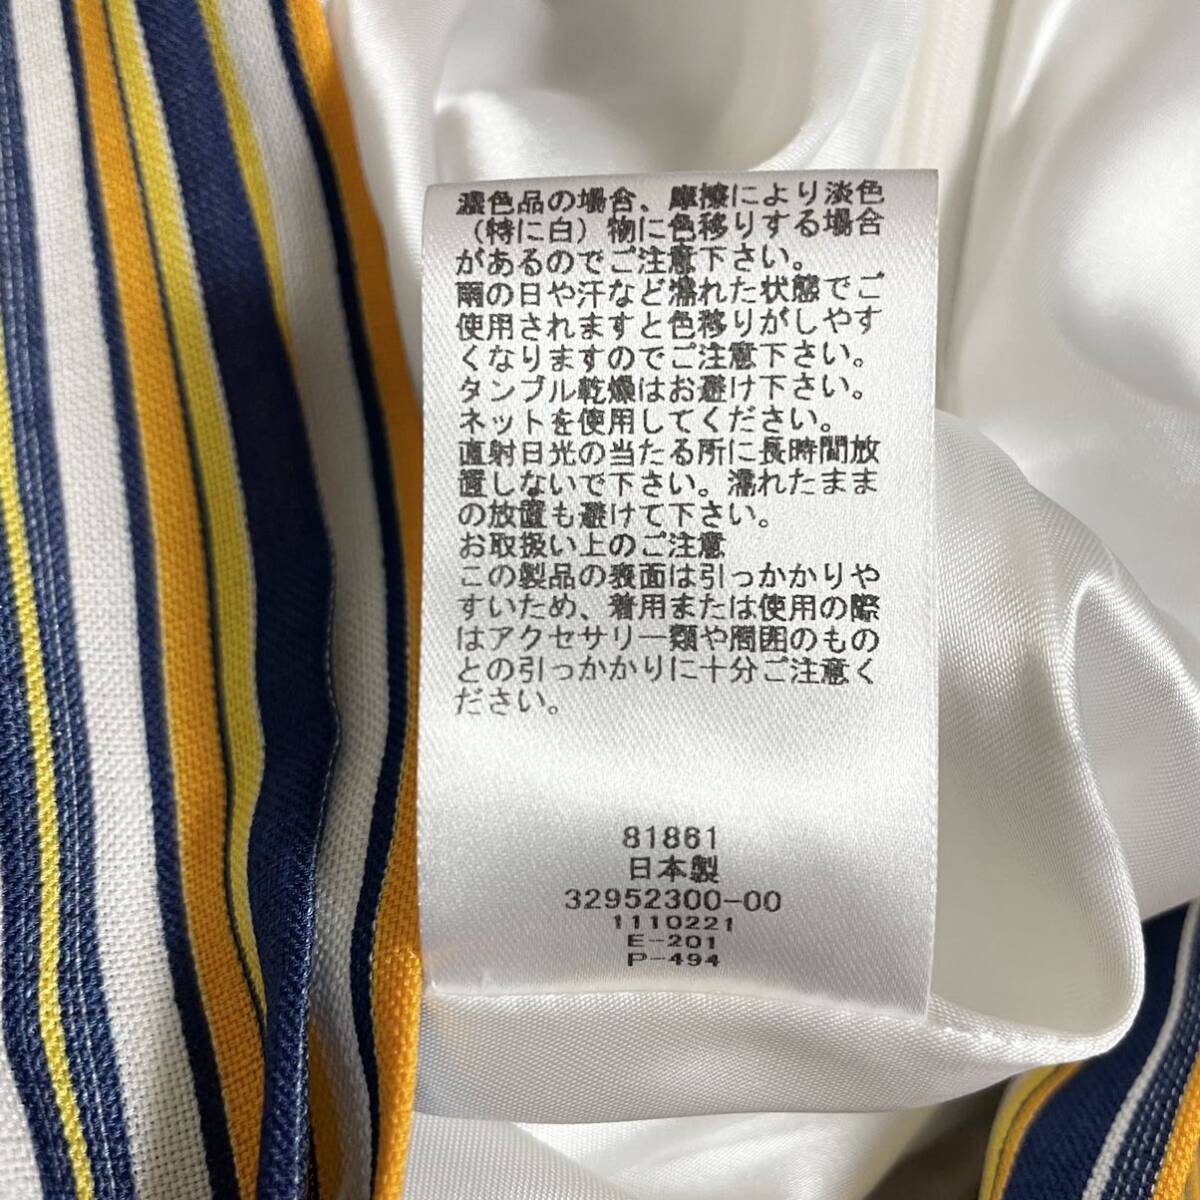 濃色品の場合、摩擦により淡色
（特に白）物に色移りする場合
があるのでご注意下さい。
雨の日や汗など濡れた状態でご
使用されますと色移りがしやす
くなりますのでご注意下さい。
タンブル乾燥はお避け下さい。
ネットを使用してください。
直射日光の当たる所に長時間放
置しないで下さい。濡れたまま
の放置も避けて下さい。
お取扱い上のご注意
この製品の表面は引っかかりや
すいため、着用または使用の際
はアクセサリー類や周囲のもの
との引っかかりに十分ご注意く
ださい。
81861
日本製
32952300-00
1110221
E-201
P-494